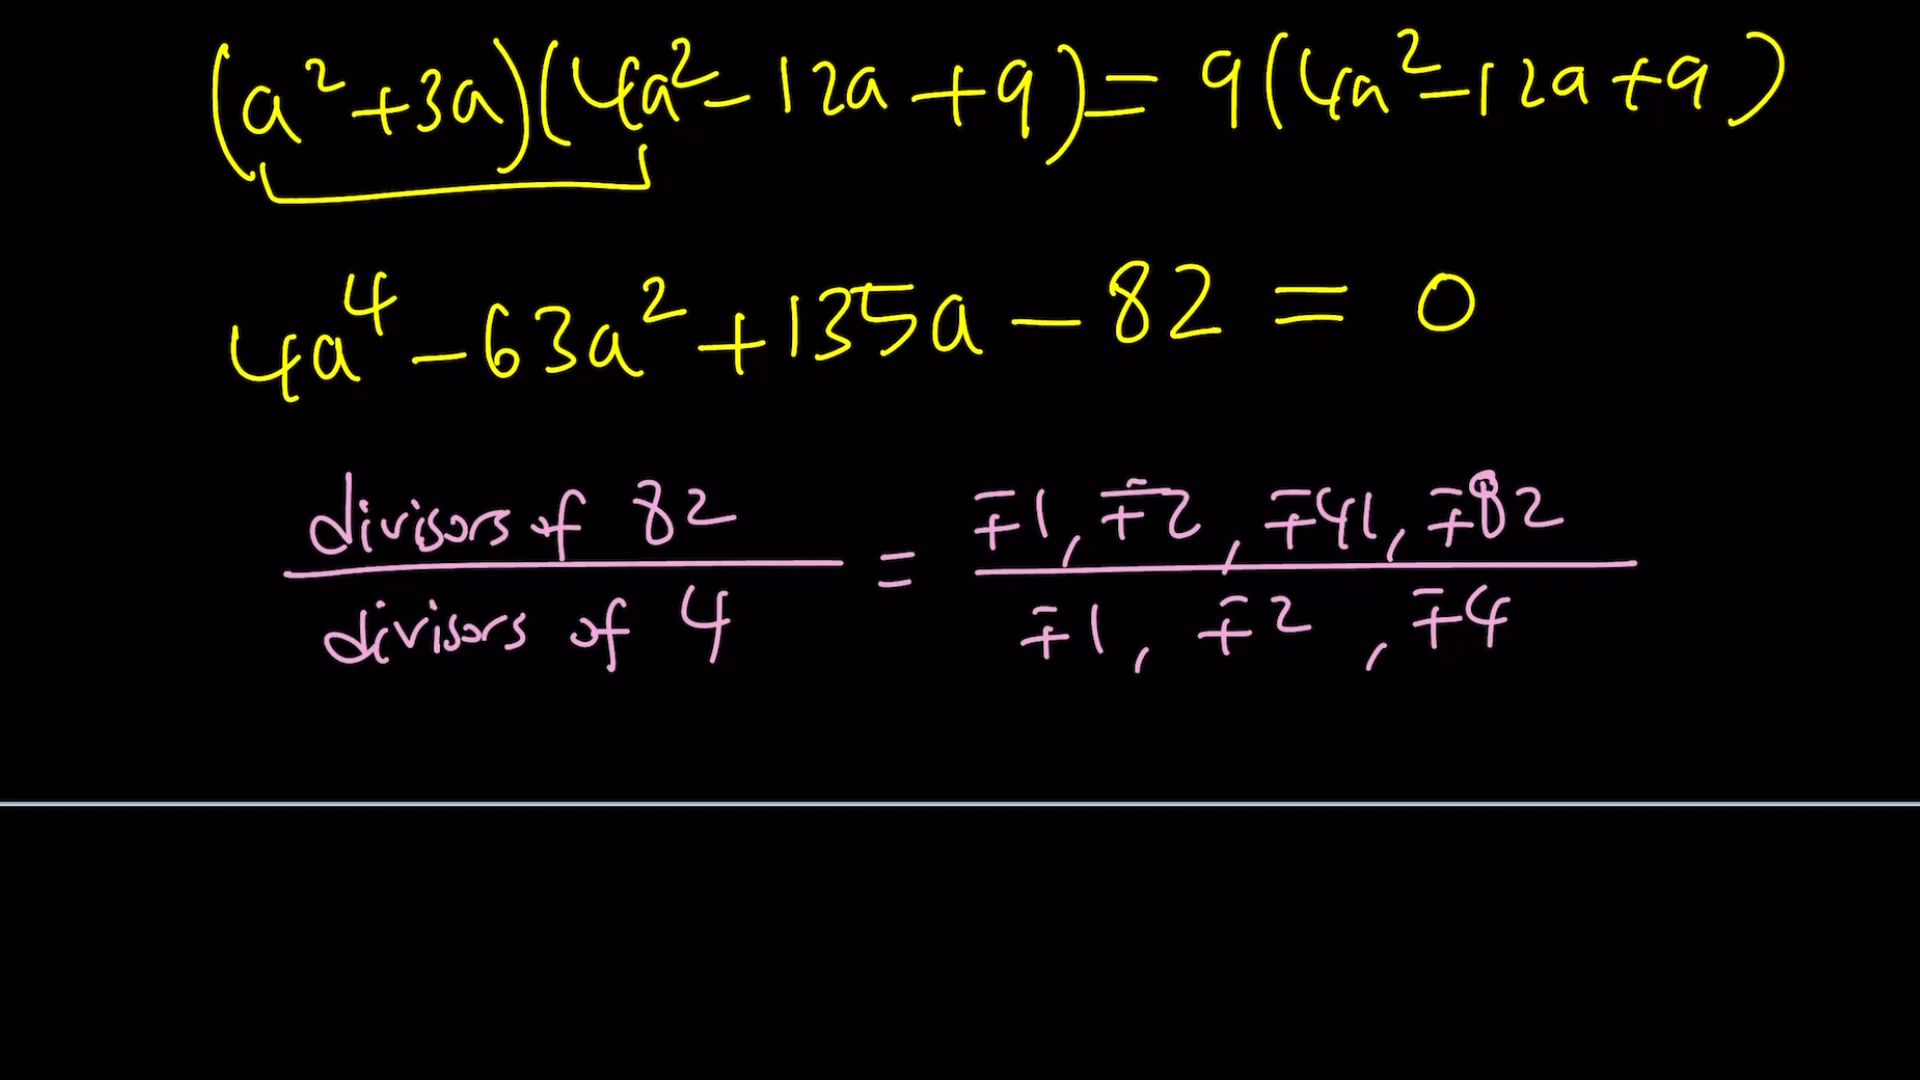 (a²+3a)(4a²-12a+9)=9(4a²-12a+9)
4a⁴-63a²+135a-82=0
divisors of 82 = ∓1, ∓2, ∓41, ∓82
divisors of 4 ∓1, ∓2, ∓4